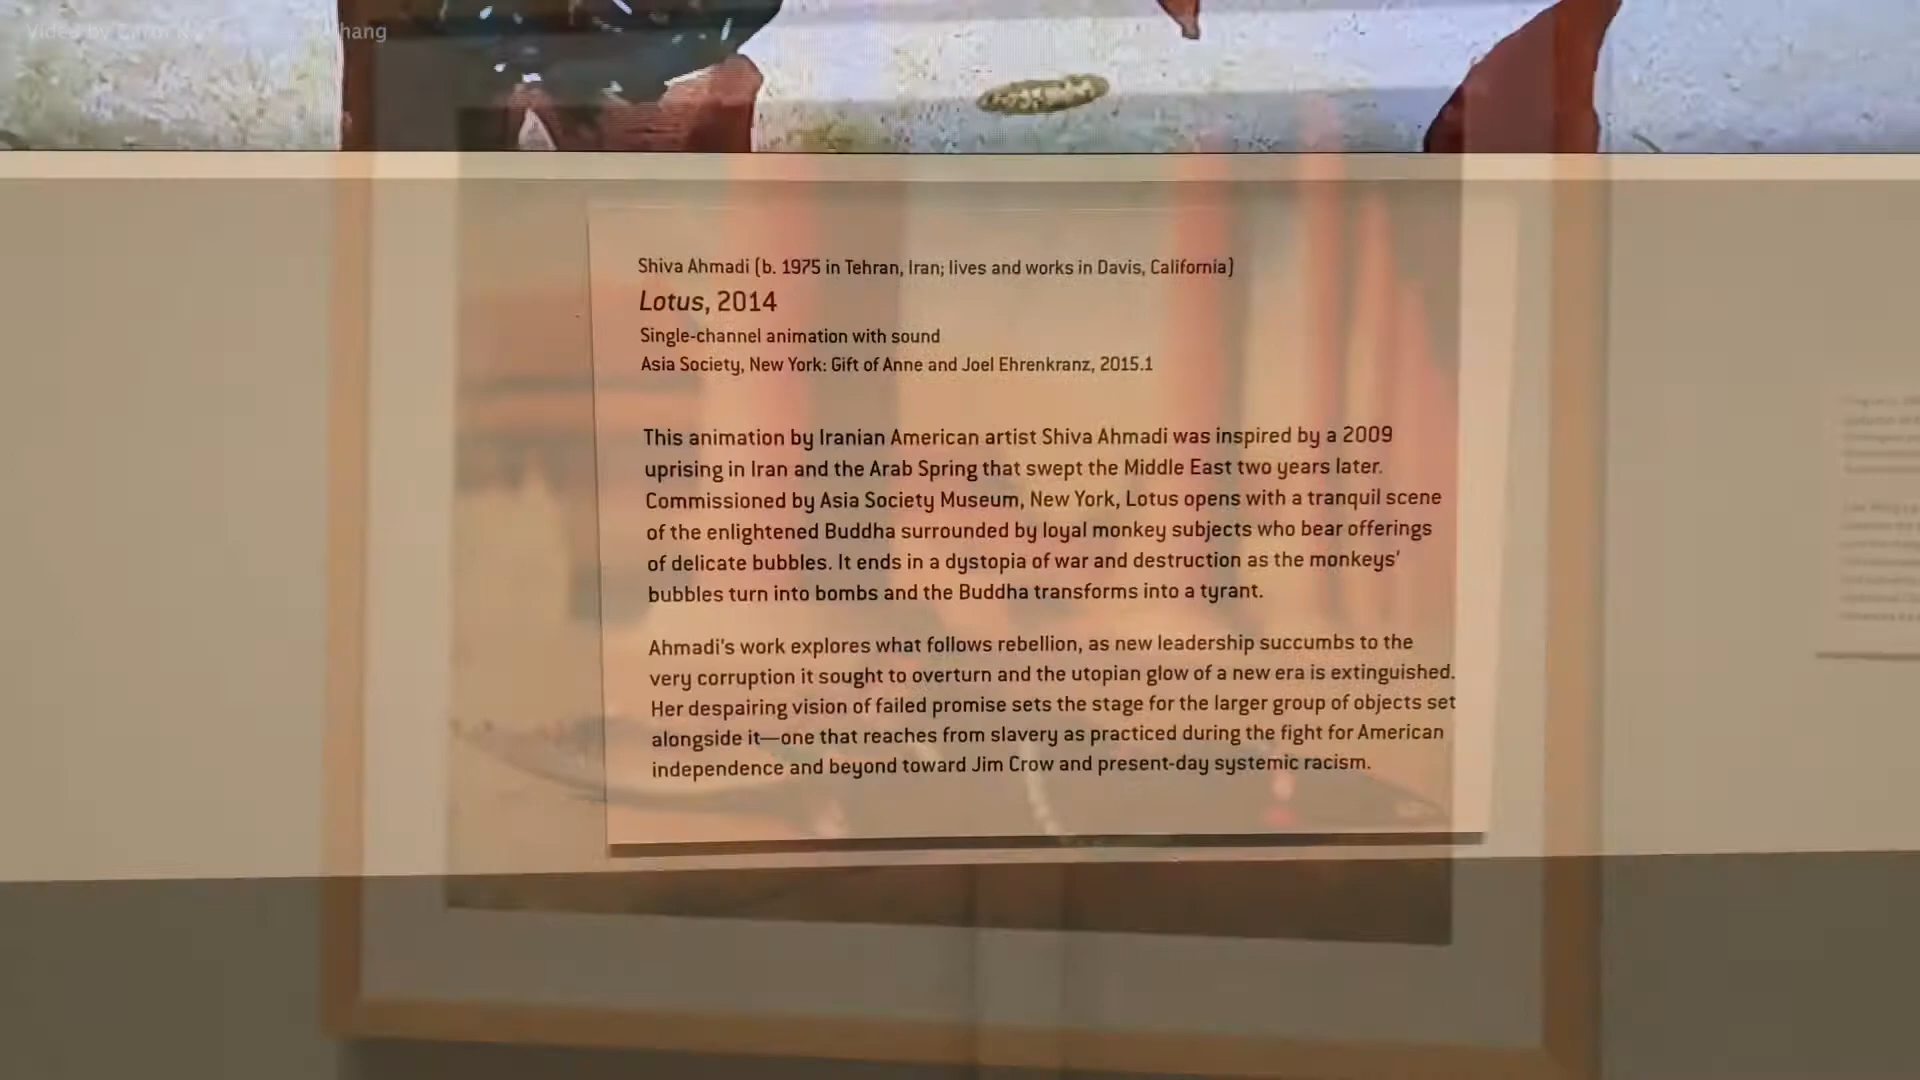 Video by
hang
Shiva Ahmadi (b. 1975 in Tehran, Iran; lives and works in Davis, California)
Lotus, 2014
Single-channel animation with sound
Asia Society, New York: Gift of Anne and Joel Ehrenkranz, 2015.1
This animation by Iranian American artist Shiva Ahmadi was inspired by a 2009
uprising in Iran and the Arab Spring that swept the Middle East two years later.
Commissioned by Asia Society Museum, New York, Lotus opens with a tranquil scene
of the enlightened Buddha surrounded by loyal monkey subjects who bear offerings
of delicate bubbles. It ends in a dystopia of war and destruction as the monkeys'
bubbles turn into bombs and the Buddha transforms into a tyrant.
Ahmadi's work explores what follows rebellion, as new leadership succumbs to the
very corruption it sought to overturn and the utopian glow of a new era is extinguished.
Her despairing vision of failed promise sets the stage for the larger group of objects set
alongside it—one that reaches from slavery as practiced during the fight for American
independence and beyond toward Jim Crow and present-day systemic racism.